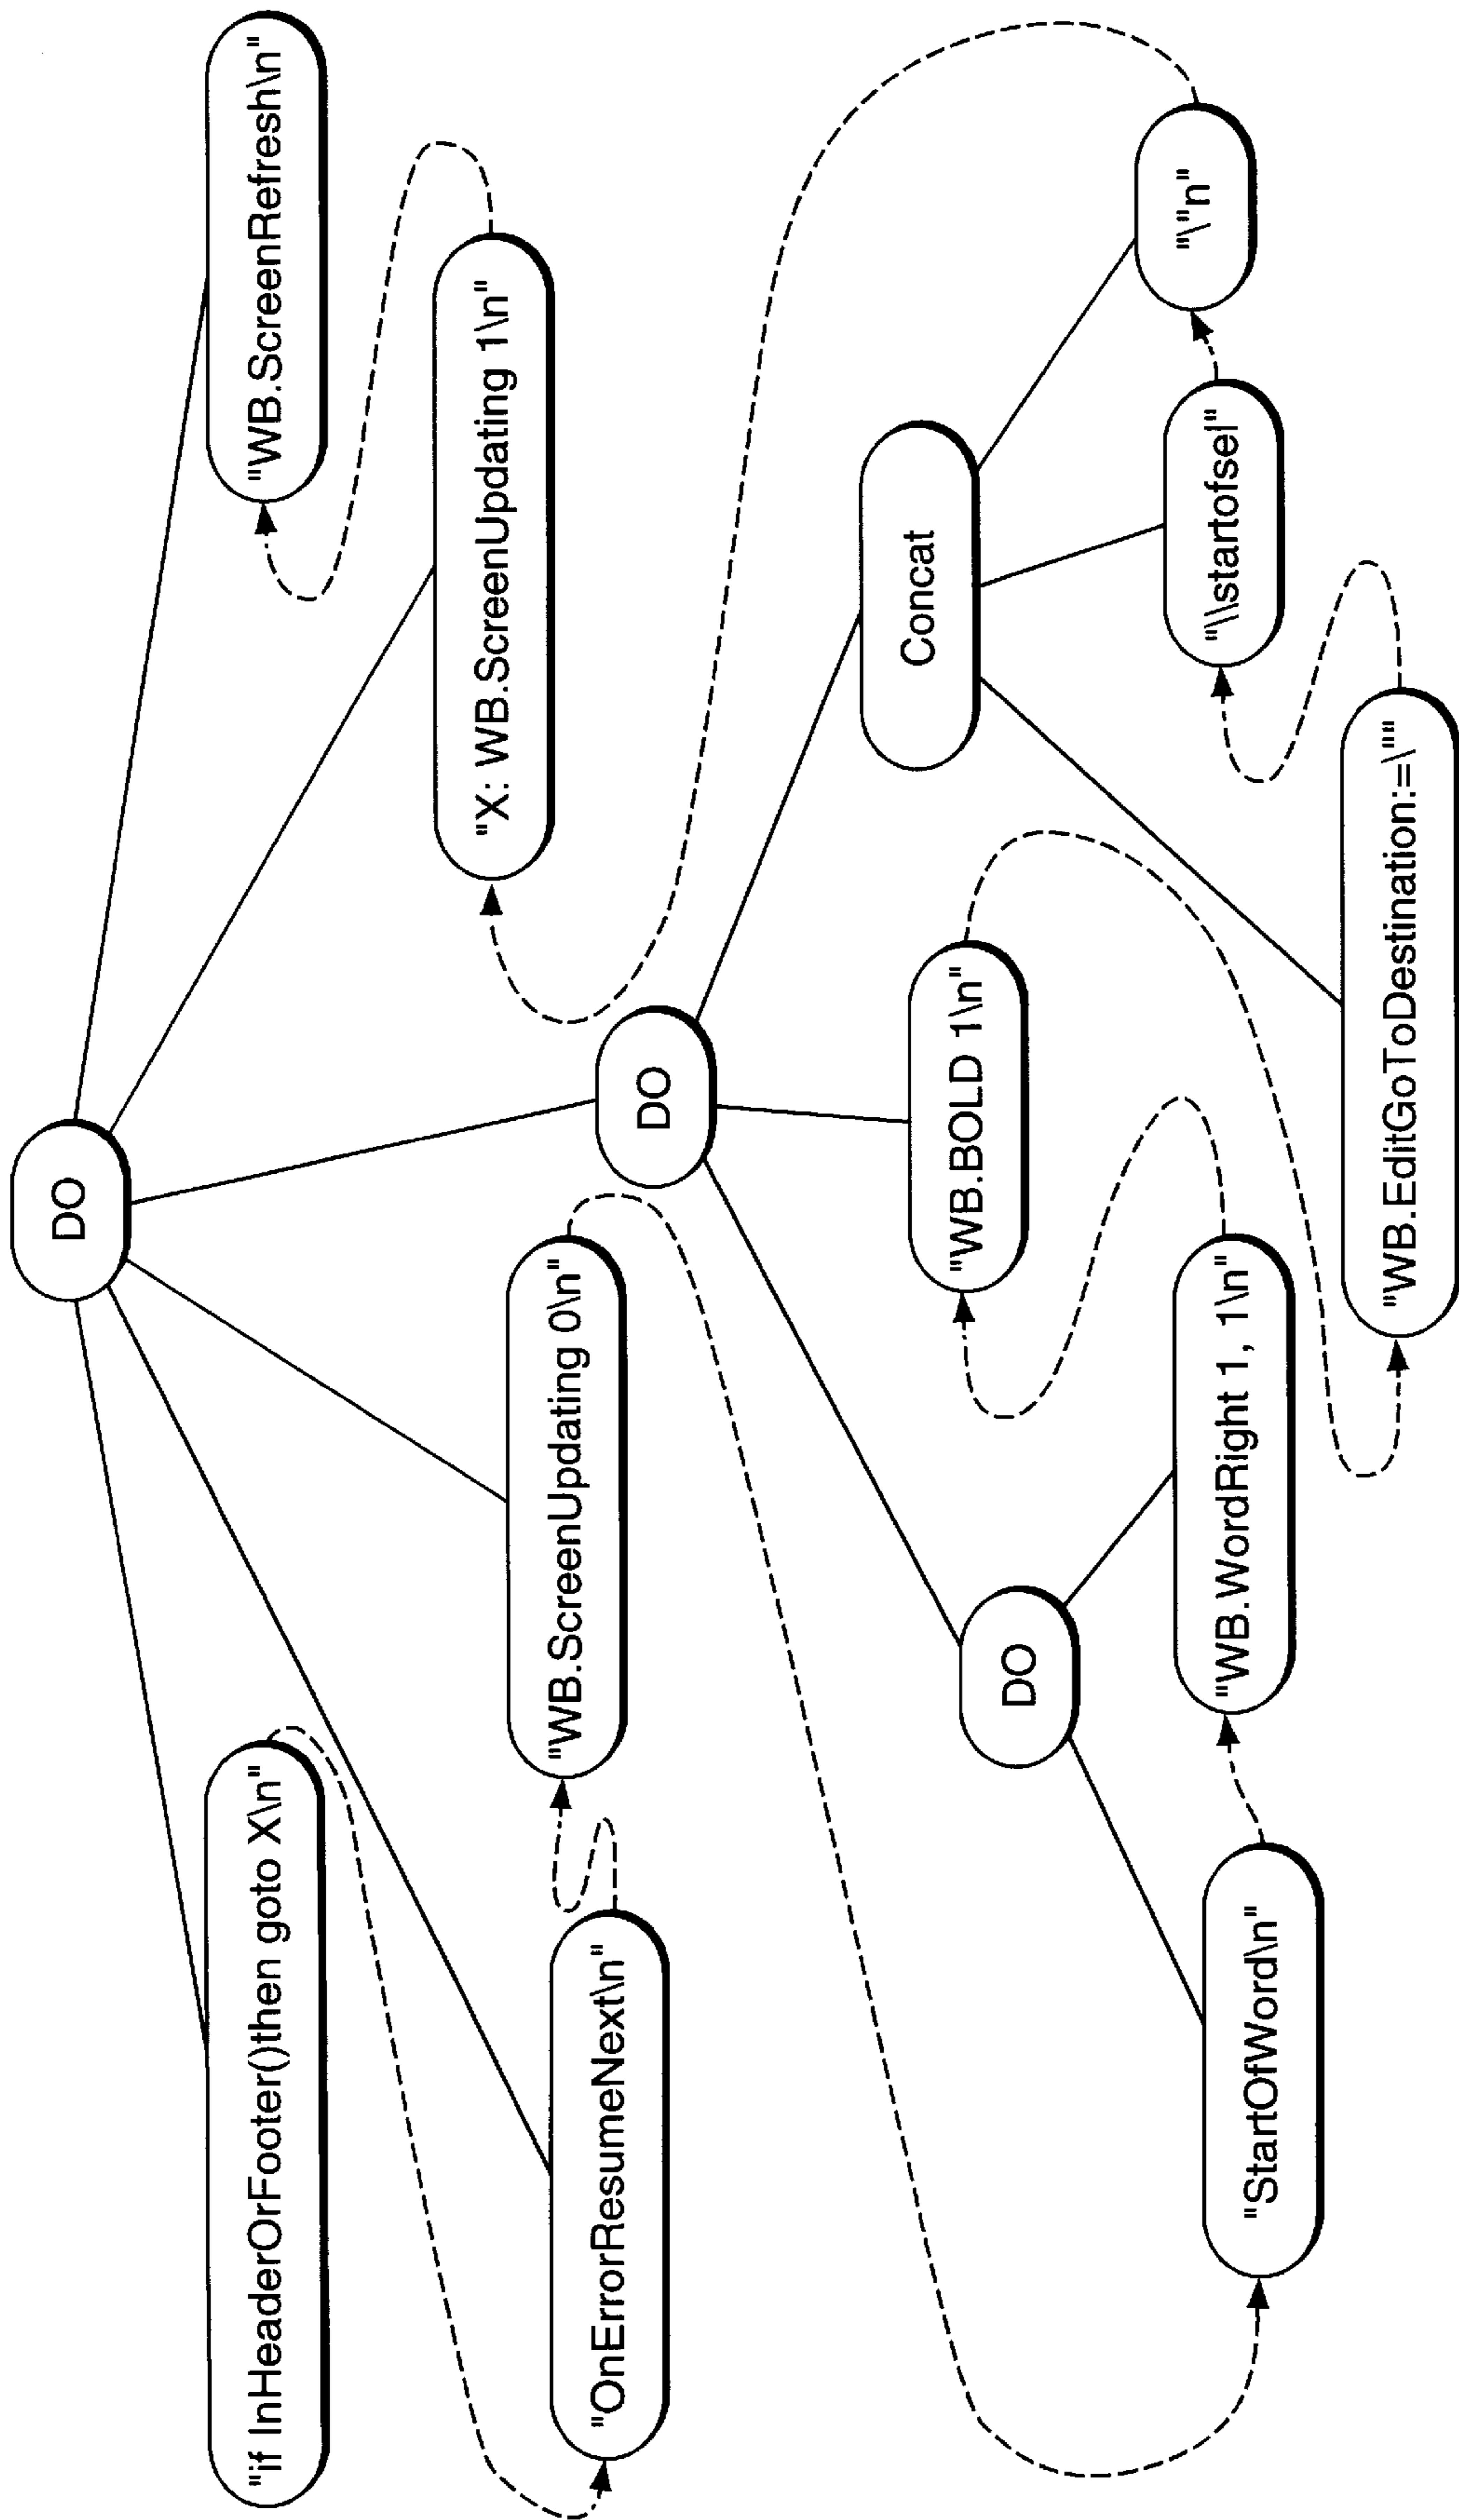 DO
"if InHeaderOrFooter()then goto X\n"
"OnErrorResumeNext\n"
"WB.ScreenUpdating 0\n"
DO
"x: WB.ScreenUpdating 1\n"
"WB.ScreenRefresh\n"
DO
"WB.BOLD 1\n"
Concat
"StartOfWord\n"
"WB.WordRight 1, 1\n"
"WB.EditGoToDestination:=\""
"\\startofsel"
"\"n"